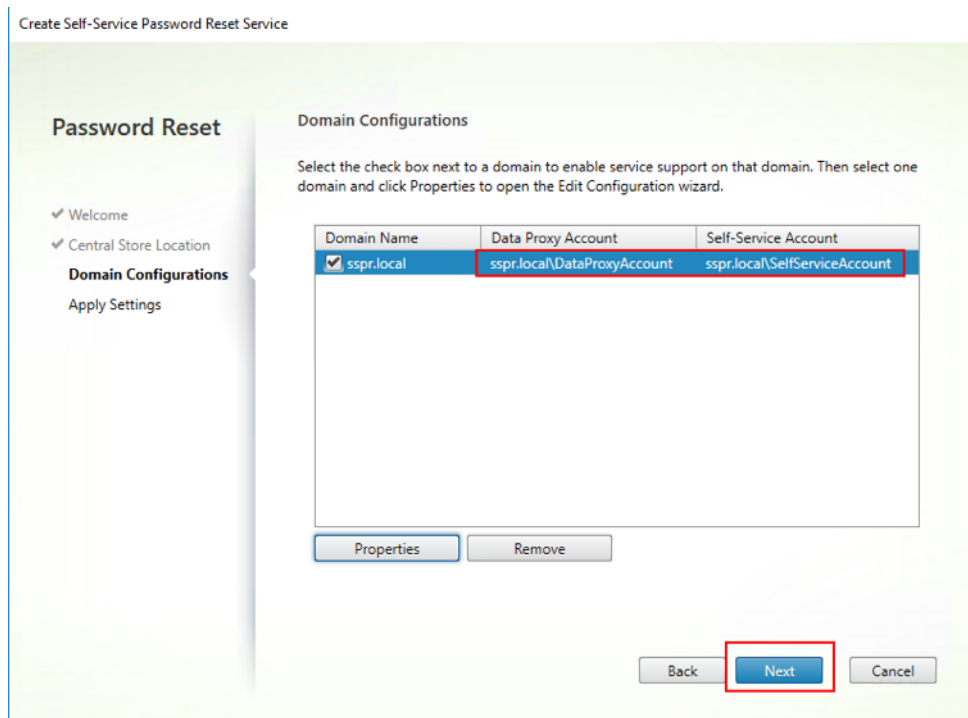 Create Self-Service Password Reset Service
Password Reset
✔ Welcome
✔ Central Store Location
Domain Configurations
Apply Settings
Domain Configurations
Select the check box next to a domain to enable service support on that domain. Then select one
domain and click Properties to open the Edit Configuration wizard.
Domain Name Data Proxy Account Self-Service Account
sspr.local sspr.local\DataProxyAccount sspr.local\SelfServiceAccount
Properties Remove
Back Next Cancel